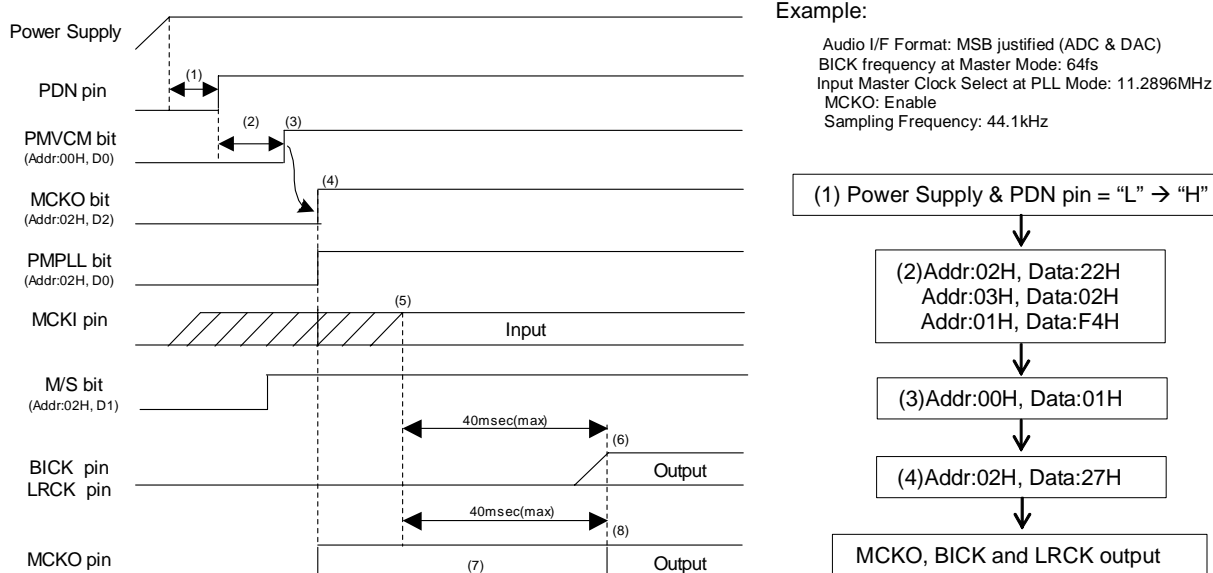 Power Supply
(1)
PDN pin
(2)
(3)
PMVCM bit
(Addr:00H, D0)
(4)
MCKO bit
(Addr:02H, D2)
PMPLL bit
(Addr:02H, D0)
(5)
MCKI pin
Input
M/S bit
(Addr:02H, D1)
40msec(max)
(6)
BICK pin
LRCK pin
Output
40msec(max)
(8)
MCKO pin
(7)
Output
Example:
Audio I/F Format: MSB justified (ADC & DAC)
BICK frequency at Master Mode: 64fs
Input Master Clock Select at PLL Mode: 11.2896MHz
MCKO: Enable
Sampling Frequency: 44.1kHz
(1) Power Supply & PDN pin = “L” → “H”
(2)Addr:02H, Data:22H
Addr:03H, Data:02H
Addr:01H, Data:F4H
(3)Addr:00H, Data:01H
(4)Addr:02H, Data:27H
MCKO, BICK and LRCK output